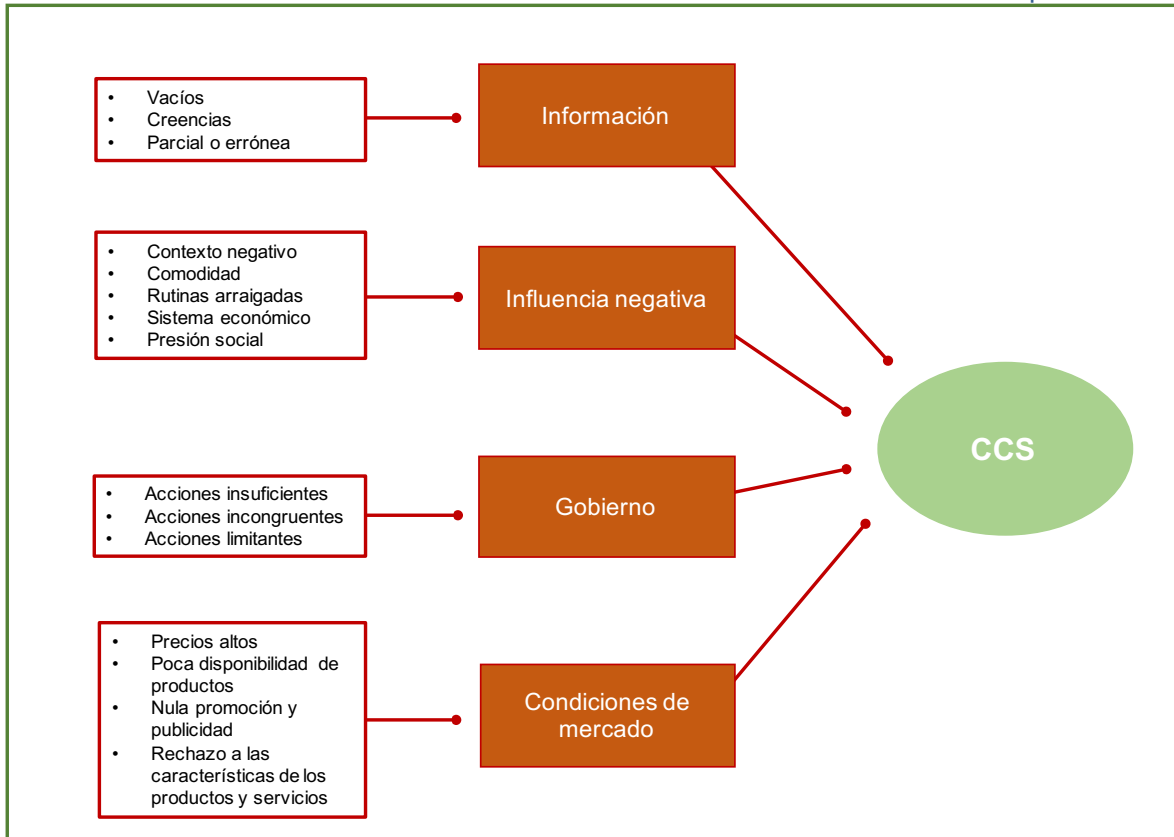 • Vacíos
• Creencias
• Parcial o errónea
Información
• Contexto negativo
• Comodidad
• Rutinas arraigadas
• Sistema económico
• Presión social
Influencia negativa
CCS
• Acciones insuficientes
• Acciones incongruentes
• Acciones limitantes
Gobierno
• Precios altos
• Poca disponibilidad de
productos
• Nula promoción y
publicidad
• Rechazo a las
características de los
productos y servicios
Condiciones de
mercado